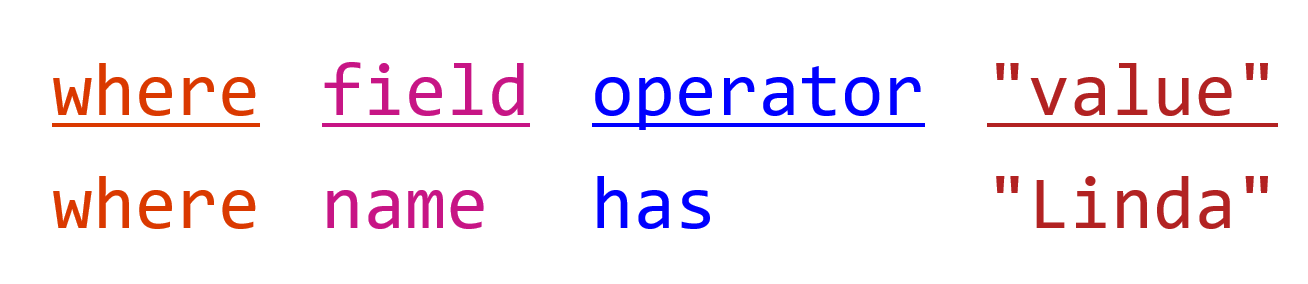 where field operator "value"
where name has "Linda"